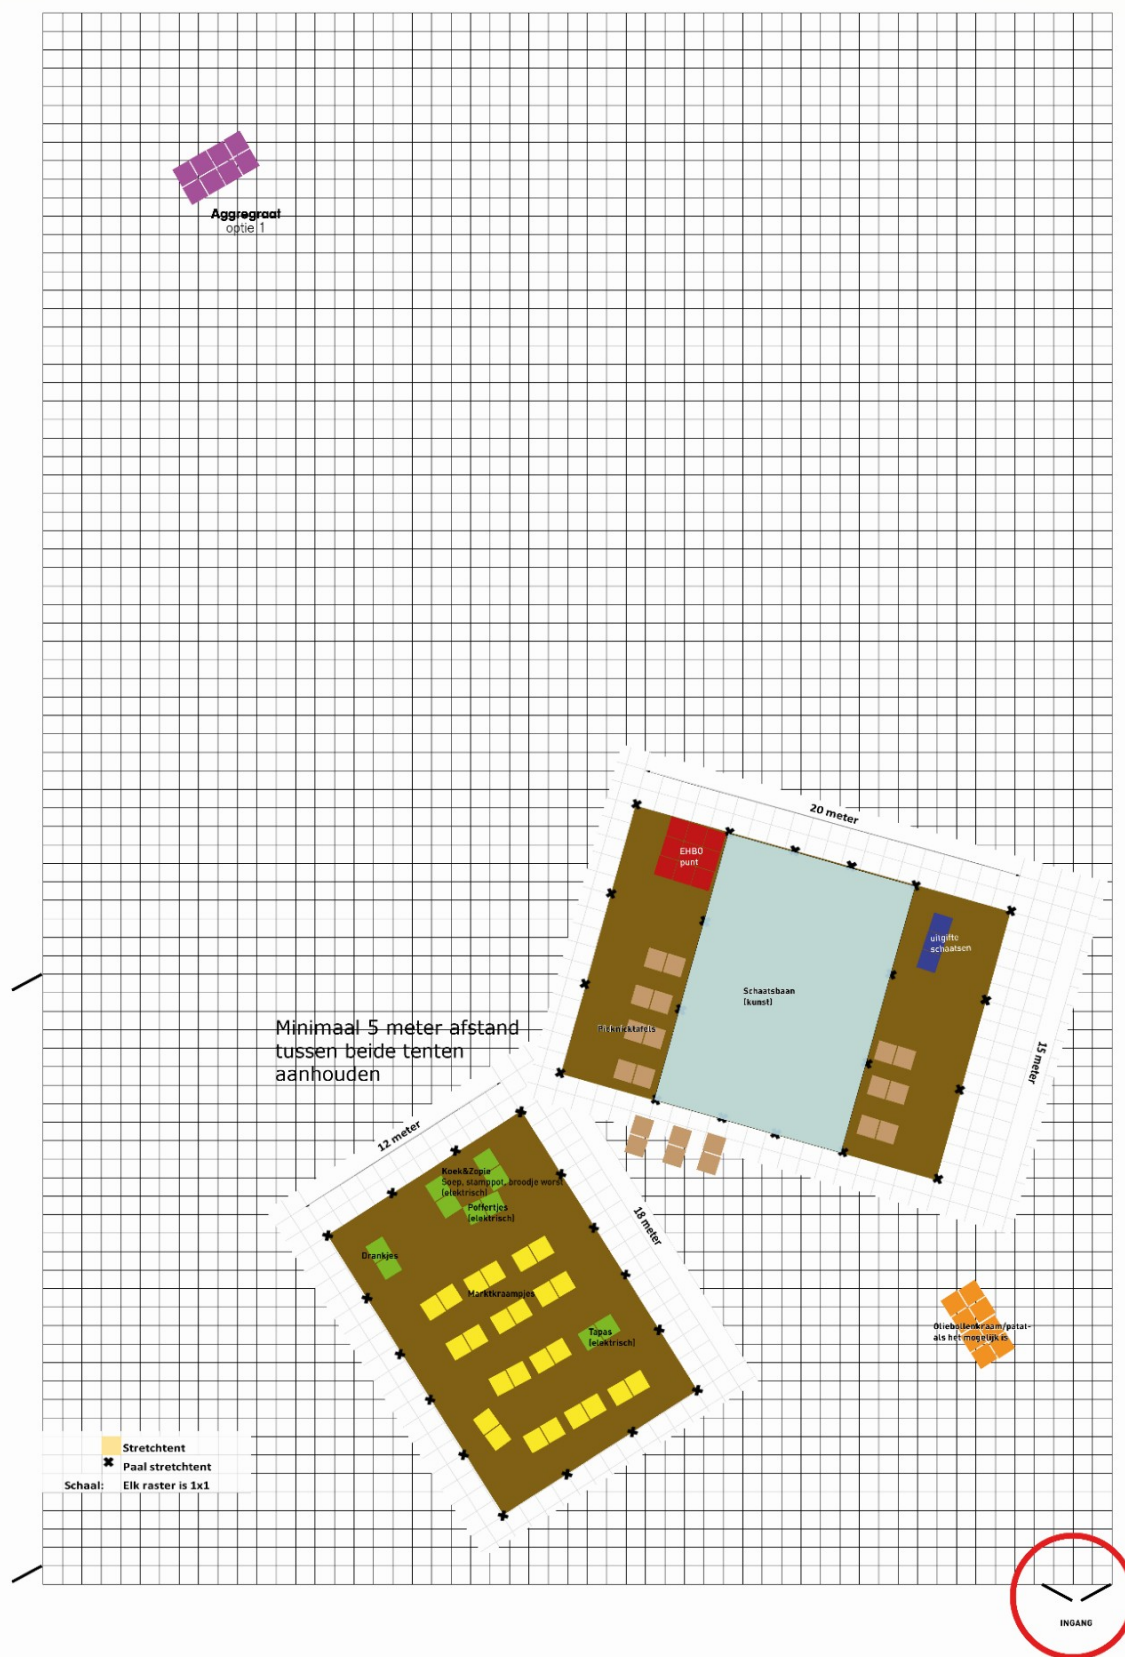 Aggregraat
optie 1
20 meter
EHBO
punt
uitgifte
schaatsen
Schaatsbaan
(kunst)
Picknicktafels
15 meter
Minimaal 5 meter afstand
tussen beide tenten
aanhouden
12 meter
Koek&Zopie
Soep, stamppot, broodje worst
(elektrisch)
Poffertjes
(elektrisch)
18 meter
Drankjes
Marktkraampjes
Tapas
(elektrisch)
Oliebollenkraam/patat-
als het mogelijk is
Stretchtent
Paal stretchtent
Schaal: Elk raster is 1x1
INGANG